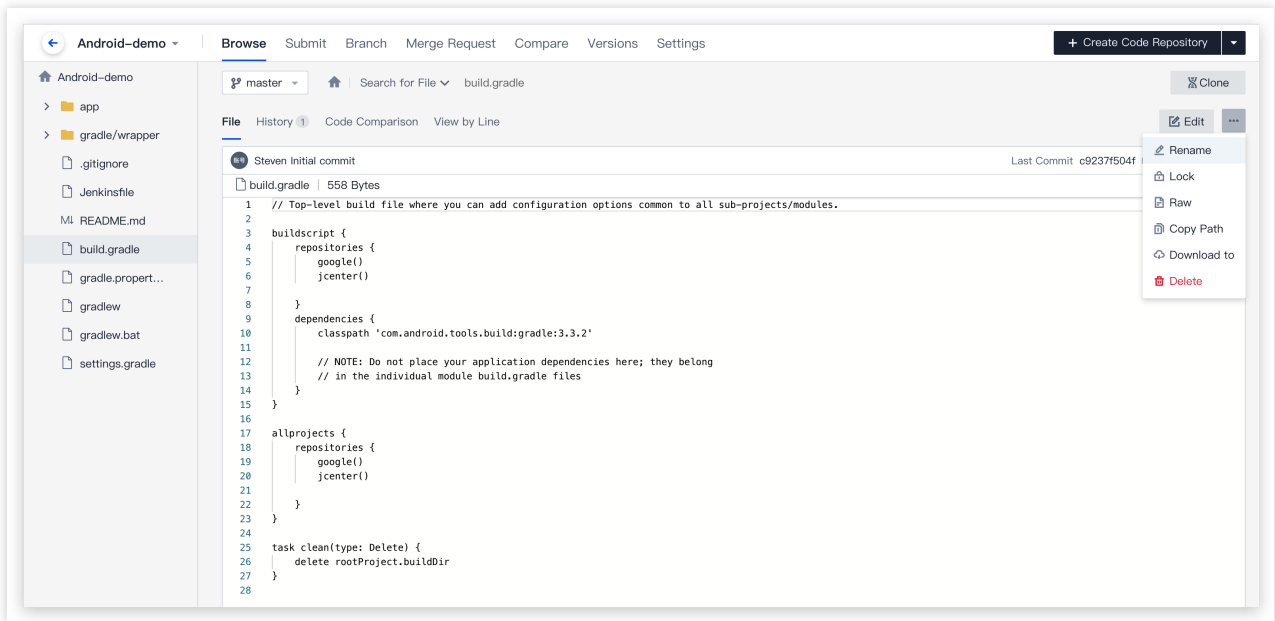 Android-demo Browse Submit Branch Merge Request Compare Versions Settings + Create Code Repository
Android-demo
app
gradle/wrapper
.gitignore
Jenkinsfile
M↓ README.md
build.gradle
gradle.propert...
gradlew
gradlew.bat
settings.gradle
master Search for File build.gradle Clone
File History 1 Code Comparison View by Line Edit ...
Steven Initial commit Last Commit c9237f504f
build.gradle 558 Bytes
Rename
Lock
Raw
Copy Path
Download to
Delete
1 // Top-level build file where you can add configuration options common to all sub-projects/modules.
2
3 buildscript {
4 repositories {
5 google()
6 jcenter()
7
8 }
9 dependencies {
10 classpath 'com.android.tools.build:gradle:3.3.2'
11
12 // NOTE: Do not place your application dependencies here; they belong
13 // in the individual module build.gradle files
14 }
15 }
16
17 allprojects {
18 repositories {
19 google()
20 jcenter()
21
22 }
23 }
24
25 task clean(type: Delete) {
26 delete rootProject.buildDir
27 }
28